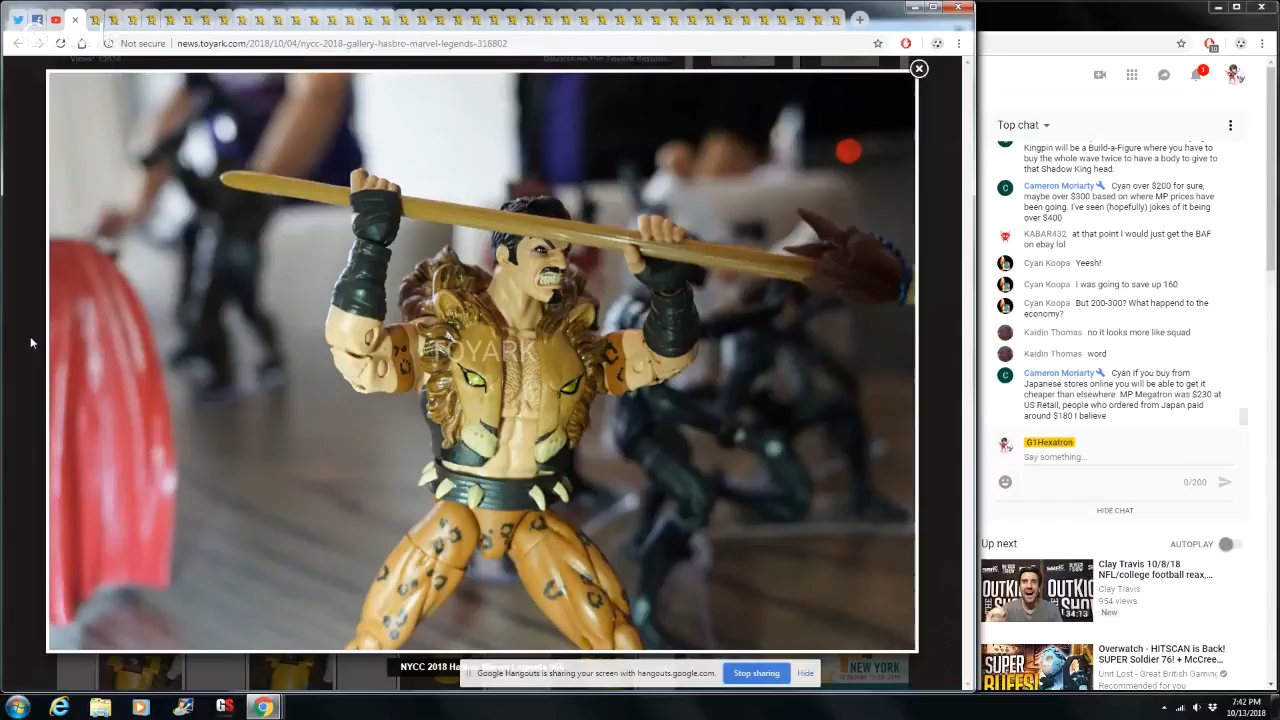 Not secure
news.toyark.com/2018/10/04/nycc-2018-gallery-hasbro-marvel-legends-318802
TOYARK
NYCC 2018 Has
Google Hangouts is sharing your screen with hangouts.google.com.
Stop sharing
Hide
NEW YORK
Top chat
Kingpin will be a Build-a-Figure where you have to
buy the whole wave twice to have a body to give to
that Shadow King head.
Cameron Moriarty Cyan over $200 for sure,
maybe over $300 based on where MP prices have
been going. I've seen (hopefully) jokes of it being
over $400
KABAR432 at that point I would just get the BAF
on ebay lol
Cyan Koopa Yeesh!
Cyan Koopa I was going to save up 160
Cyan Koopa But 200-300? What happend to the
economy?
Kaidin Thomas no it looks more like squad
Kaidin Thomas word
Cameron Moriarty Cyan if you buy from
Japanese stores online you will be able to get it
cheaper than elsewhere. MP Megatron was $230 at
US Retail, people who ordered from Japan paid
around $180 I believe
G1Hexatron
Say something...
0/200
HIDE CHAT
Up next
AUTOPLAY
Clay Travis 10/8/18
NFL/college football reax,...
Clay Travis
954 views
New
34:13
Overwatch - HITSCAN is Back!
SUPER Soldier 76! + McCree...
Unit Lost - Great British Gaming
Recommended for you
SUPER
BUFFS!
7:42 PM
10/13/2018